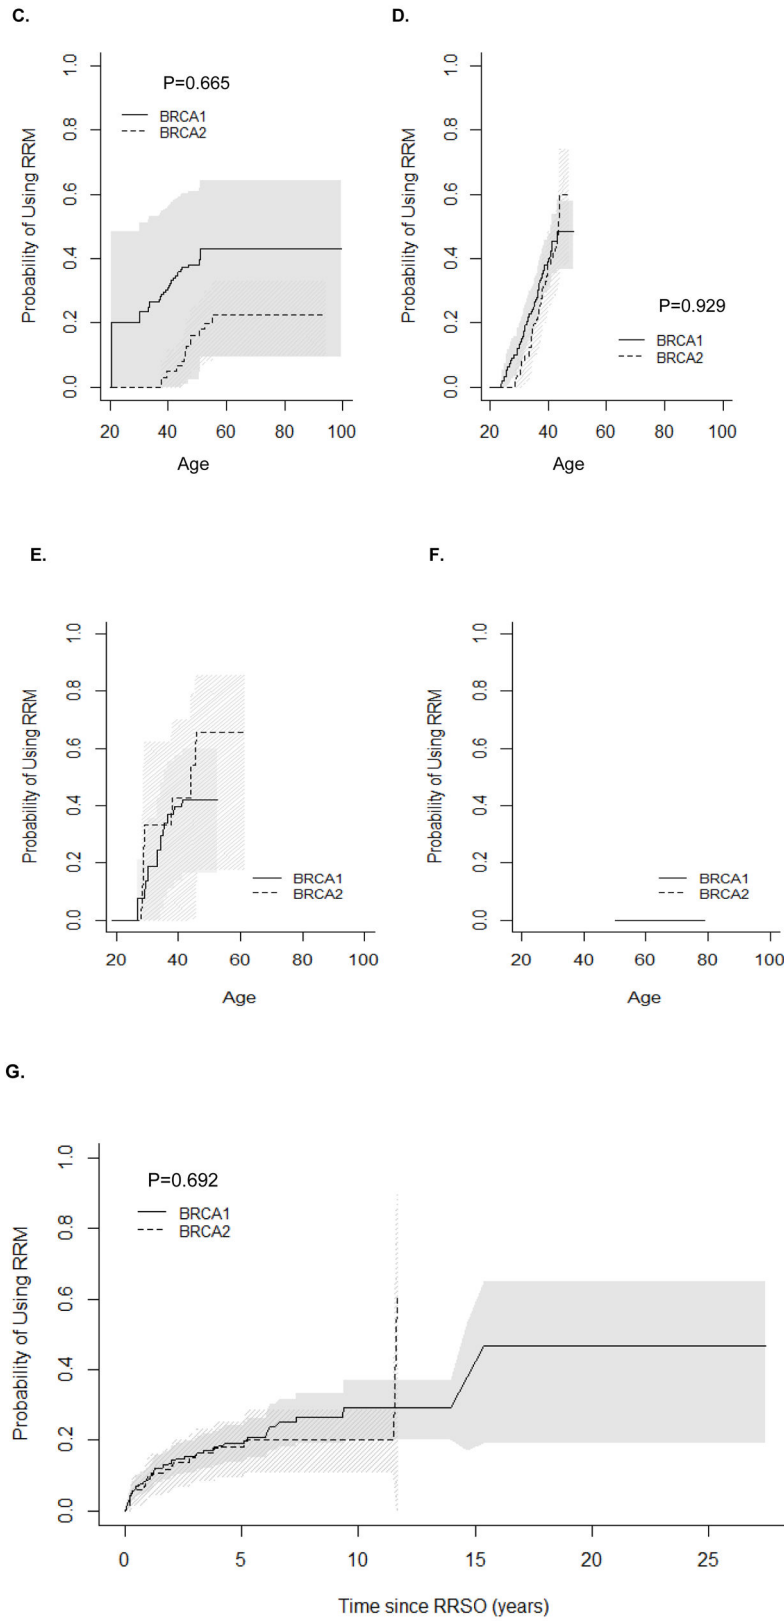 C.
Probability of Using RRM
1.0
0.8
0.6
0.4
0.2
0.0
P=0.665
BRCA1
BRCA2
20 40 60 80 100
Age
D.
Probability of Using RRM
1.0
0.8
0.6
0.4
0.2
0.0
P=0.929
BRCA1
BRCA2
20 40 60 80 100
Age
E.
Probability of Using RRM
1.0
0.8
0.6
0.4
0.2
0.0
BRCA1
BRCA2
20 40 60 80 100
Age
F.
Probability of Using RRM
1.0
0.8
0.6
0.4
0.2
0.0
BRCA1
BRCA2
20 40 60 80 100
Age
G.
Probability of Using RRM
1.0
0.8
0.6
0.4
0.2
0.0
P=0.692
BRCA1
BRCA2
0 5 10 15 20 25
Time since RRSO (years)